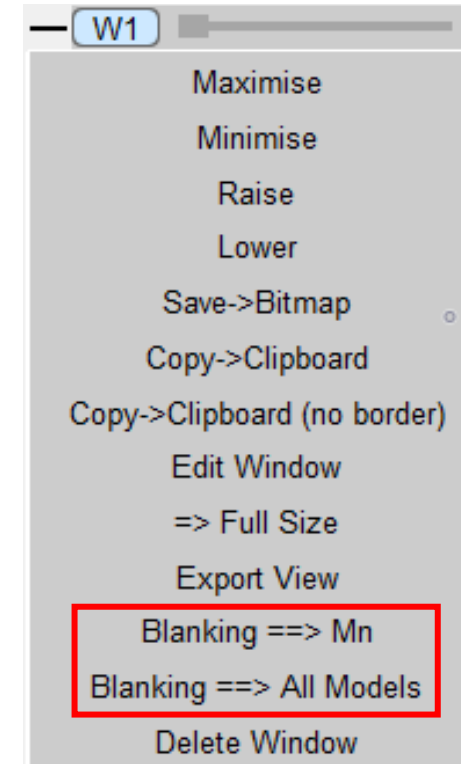 W1
Maximise
Minimise
Raise
Lower
Save->Bitmap
Copy->Clipboard
Copy->Clipboard (no border)
Edit Window
=> Full Size
Export View
Blanking ==> Mn
Blanking ==> All Models
Delete Window